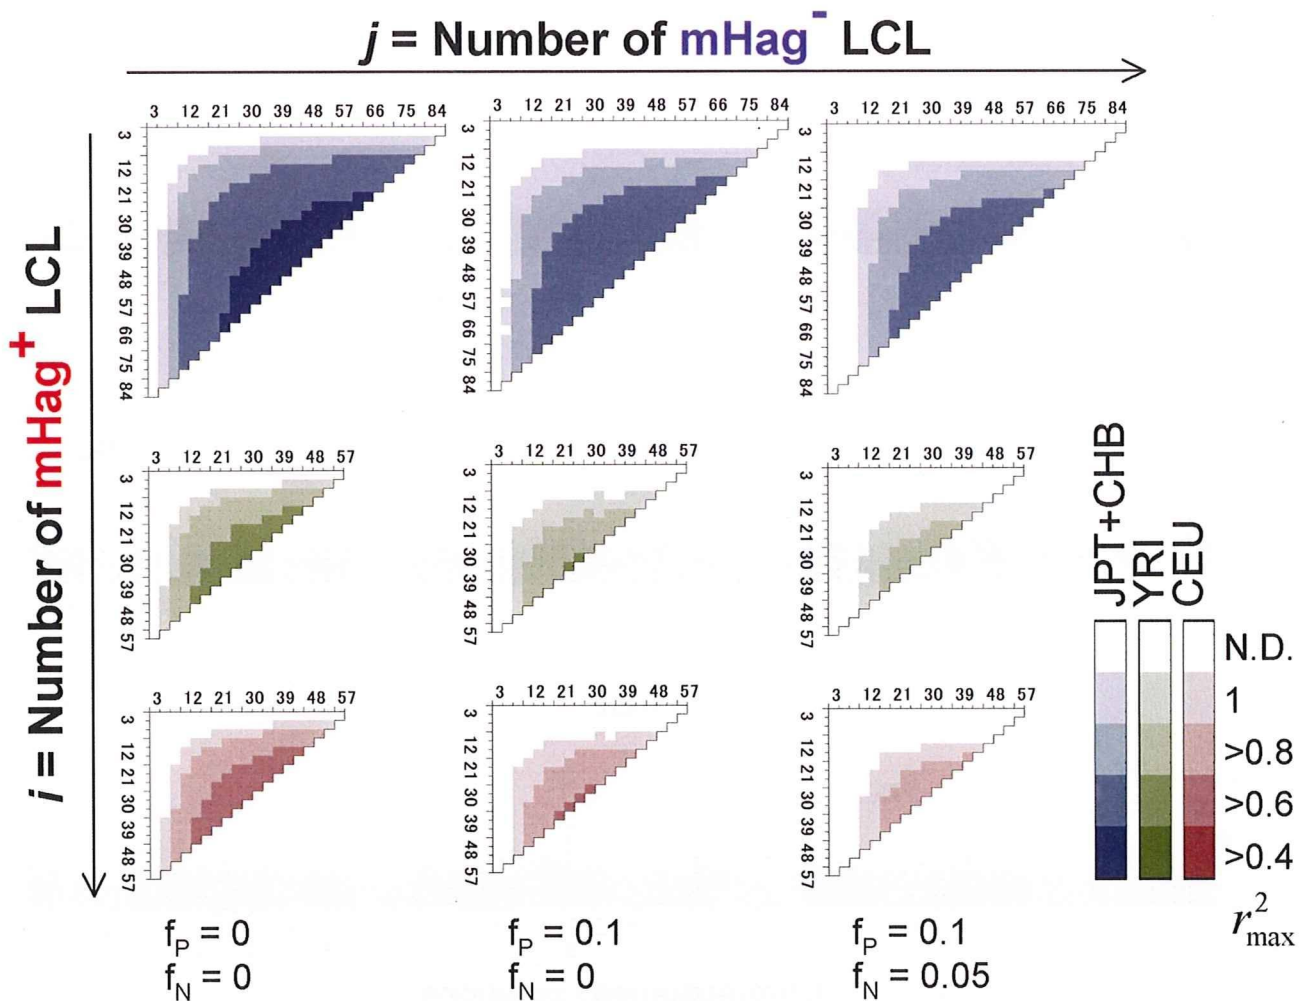 j = Number of mHag⁻ LCL
i = Number of mHag⁺ LCL
3 12 21 30 39 48 57 66 75 84
3 12 21 30 39 48 57 66 75 84
3 12 21 30 39 48 57 66 75 84
3 12 21 30 39 48 57 66 75 84
3 12 21 30 39 48 57 66 75 84
3 12 21 30 39 48 57 66 75 84
3 12 21 30 39 48 57
3 12 21 30 39 48 57
3 12 21 30 39 48 57
3 12 21 30 39 48 57
3 12 21 30 39 48 57
3 12 21 30 39 48 57
3 12 21 30 39 48 57
3 12 21 30 39 48 57
3 12 21 30 39 48 57
3 12 21 30 39 48 57
3 12 21 30 39 48 57
3 12 21 30 39 48 57
JPT+CHB
YRI
CEU
N.D.
1
>0.8
>0.6
>0.4
r²max
fP = 0
fN = 0
fP = 0.1
fN = 0
fP = 0.1
fN = 0.05